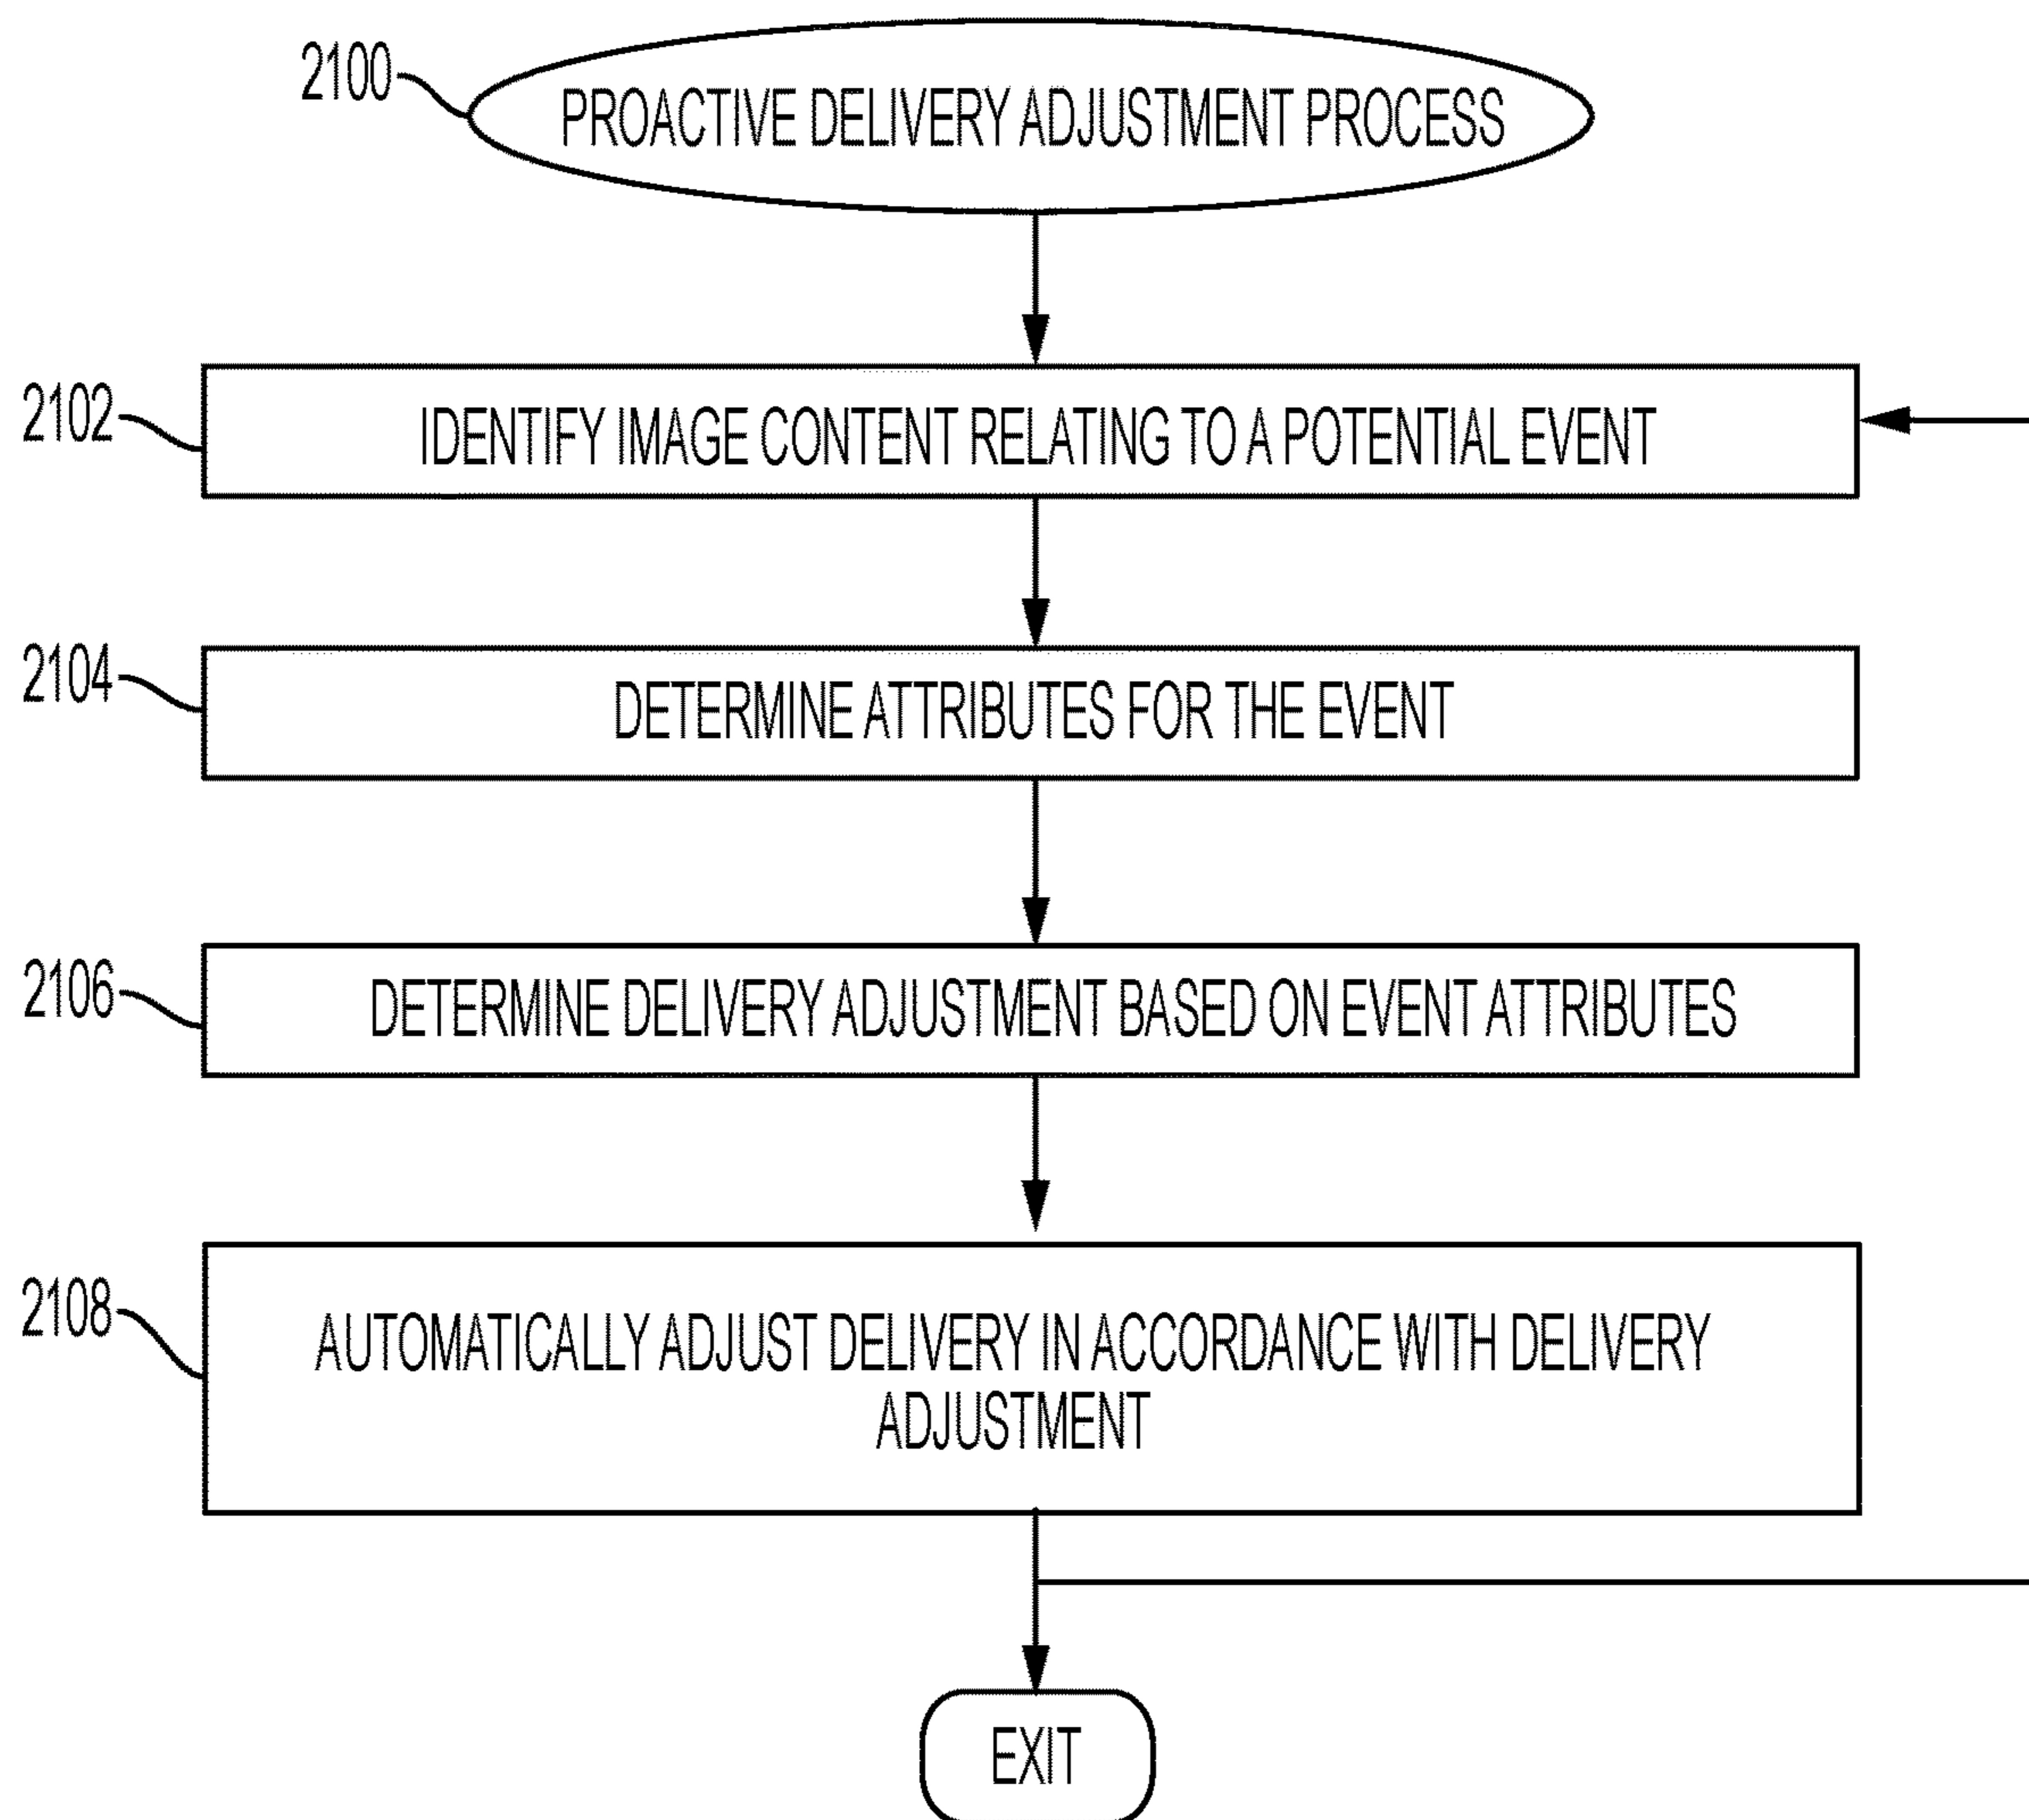 2100
PROACTIVE DELIVERY ADJUSTMENT PROCESS
2102
IDENTIFY IMAGE CONTENT RELATING TO A POTENTIAL EVENT
2104
DETERMINE ATTRIBUTES FOR THE EVENT
2106
DETERMINE DELIVERY ADJUSTMENT BASED ON EVENT ATTRIBUTES
2108
AUTOMATICALLY ADJUST DELIVERY IN ACCORDANCE WITH DELIVERY
ADJUSTMENT
EXIT